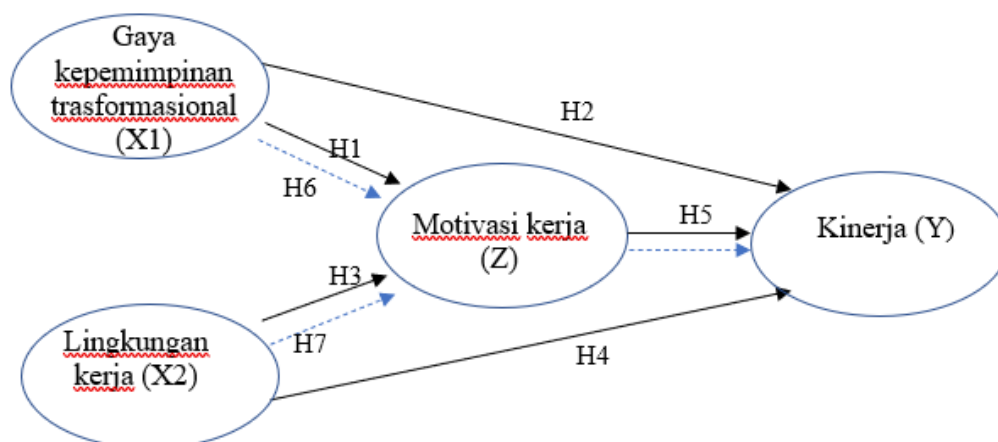 Gaya
kepemimpinan
trasformasional
(X1)
H2
H1
H6
Motivasi kerja
(Z)
H5
Kinerja (Y)
H3
H7
Lingkungan
kerja (X2)
H4